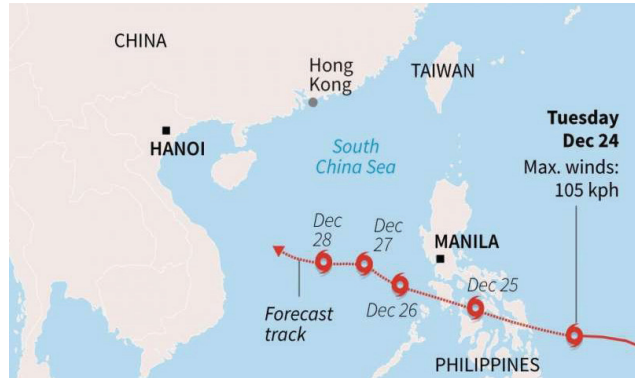 CHINA
Hong
Kong
TAIWAN
Tuesday
Dec 24
Max. winds:
105 kph
HANOI
South
China Sea
Dec
28
Dec
27
MANILA
Dec 25
Dec 26
Forecast
track
PHILIPPINES